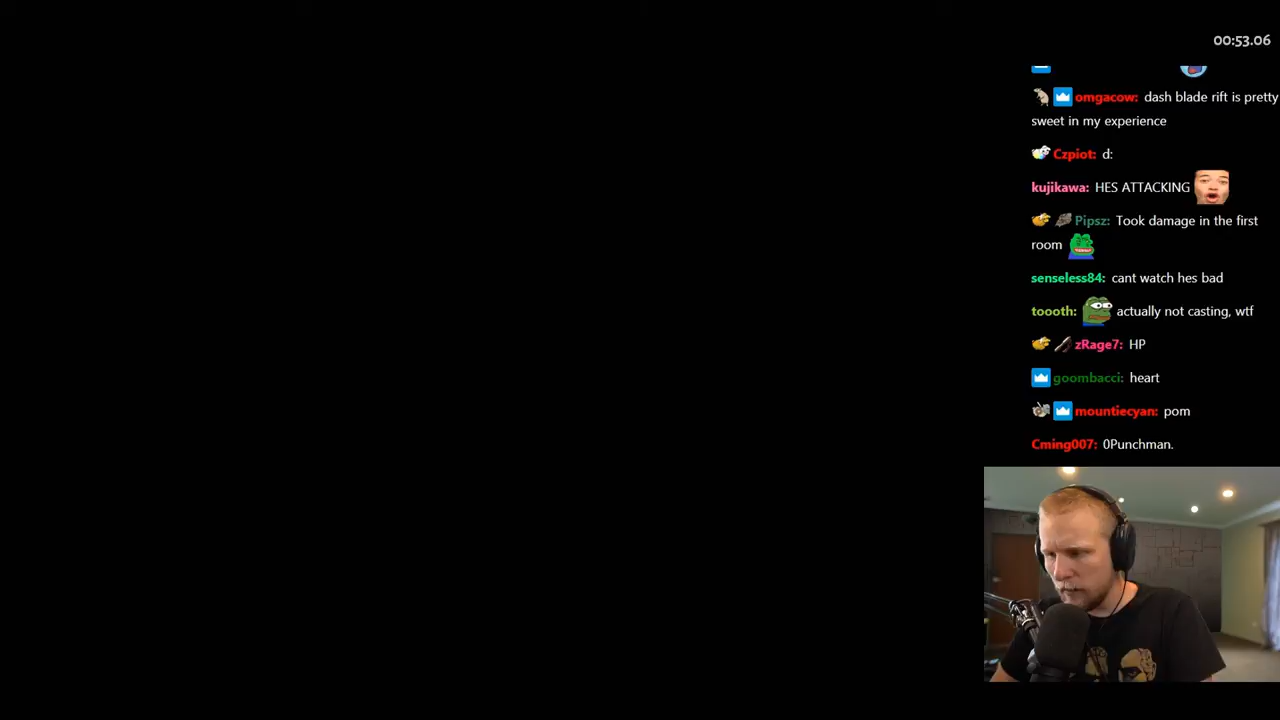 00:53.06
omgacow: dash blade rift is pretty
sweet in my experience
Czpiot: d:
kujikawa: HES ATTACKING
Pipsz: Took damage in the first
room
senseless84: cant watch hes bad
toooth: actually not casting, wtf
zRage7: HP
goombacci: heart
mountiecyan: pom
Cming007: 0Punchman.